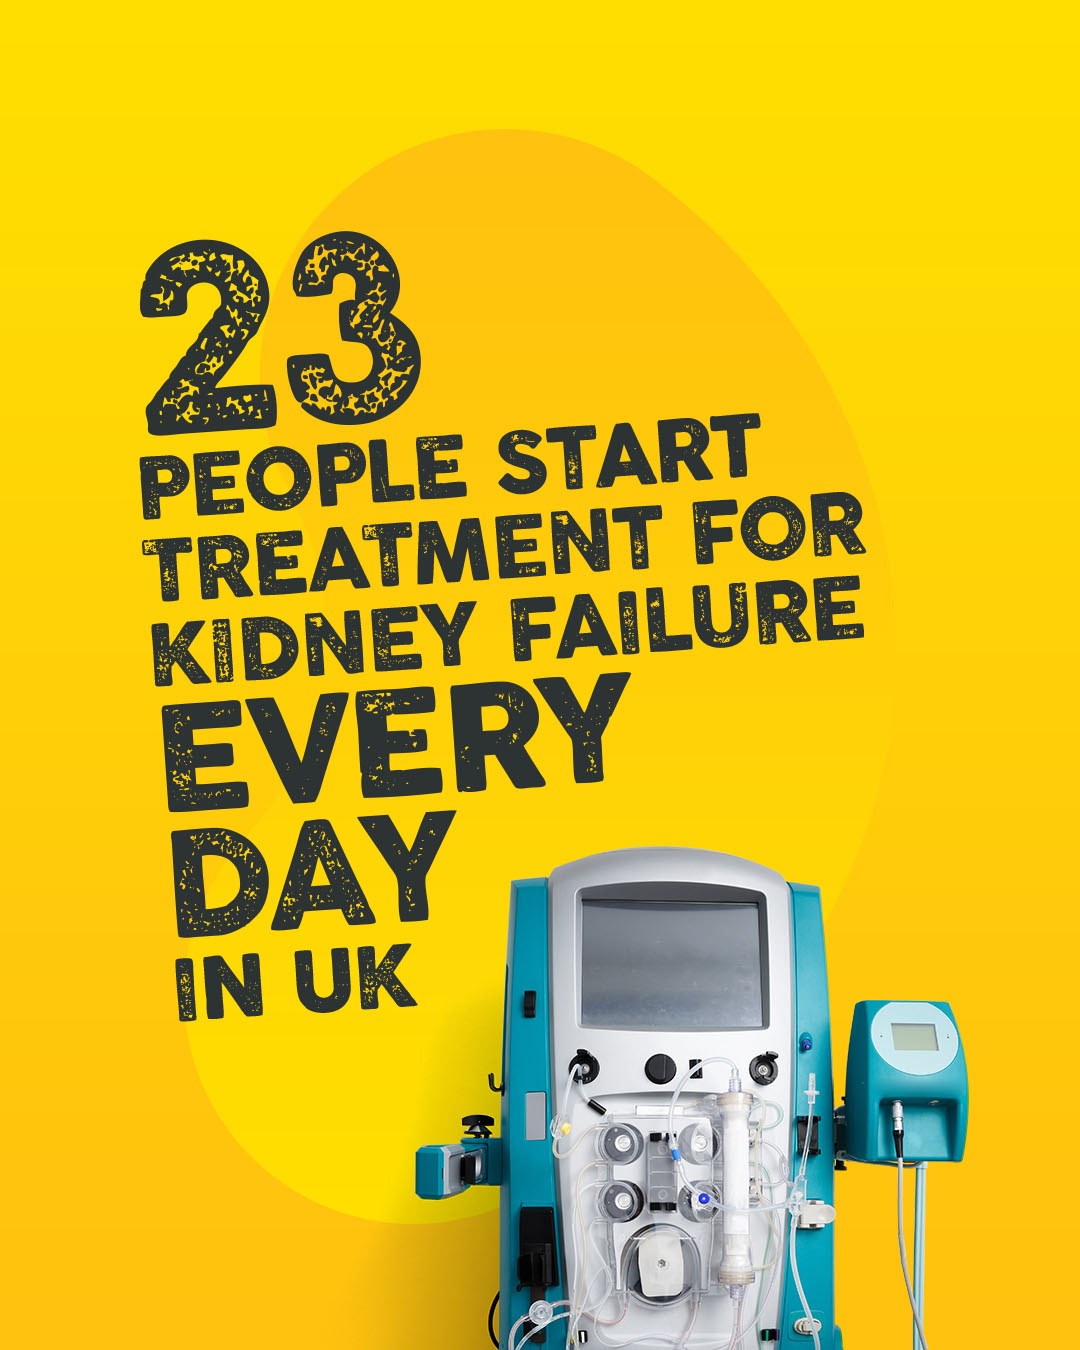 23
PEOPLE START
TREATMENT FOR
KIDNEY FAILURE
EVERY
DAY
IN UK